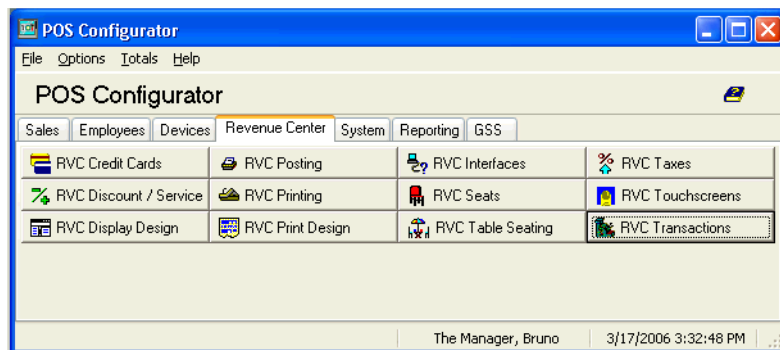 POS Configurator
File Options Totals Help
POS Configurator
Sales Employees Devices Revenue Center System Reporting GSS
RVC Credit Cards RVC Posting RVC Interfaces RVC Taxes
RVC Discount / Service RVC Printing RVC Seats RVC Touchscreens
RVC Display Design RVC Print Design RVC Table Seating RVC Transactions
The Manager, Bruno 3/17/2006 3:32:48 PM